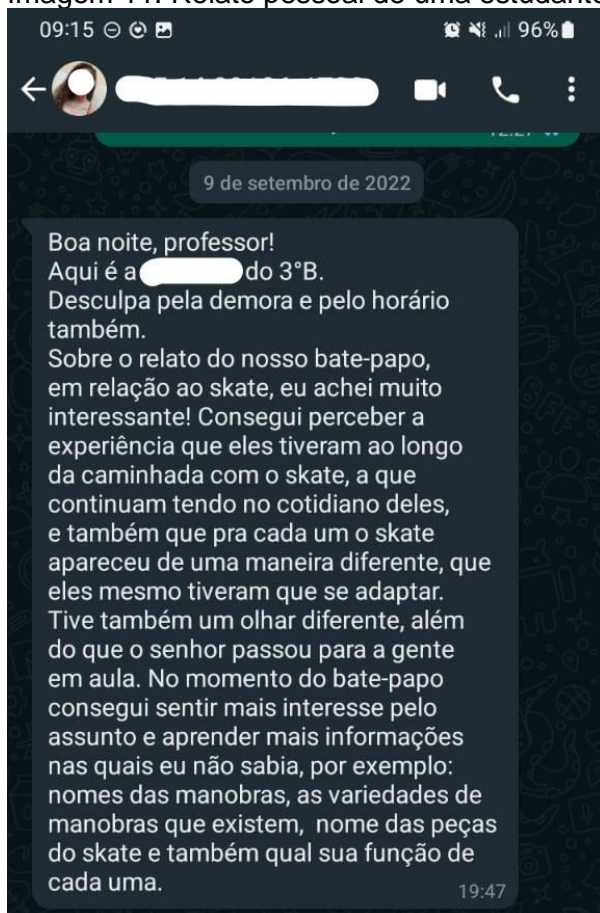 Imagem 11: Relato pessoal de uma estudante
09:15
96%
9 de setembro de 2022
Boa noite, professor!
Aqui é a do 3°B.
Desculpa pela demora e pelo horário
também.
Sobre o relato do nosso bate-papo,
em relação ao skate, eu achei muito
interessante! Consegui perceber a
experiência que eles tiveram ao longo
da caminhada com o skate, a que
continuam tendo no cotidiano deles,
e também que pra cada um o skate
apareceu de uma maneira diferente, que
eles mesmo tiveram que se adaptar.
Tive também um olhar diferente, além
do que o senhor passou para a gente
em aula. No momento do bate-papo
consegui sentir mais interesse pelo
assunto e aprender mais informações
nas quais eu não sabia, por exemplo:
nomes das manobras, as variedades de
manobras que existem, nome das peças
do skate e também qual sua função de
cada uma.
19:47